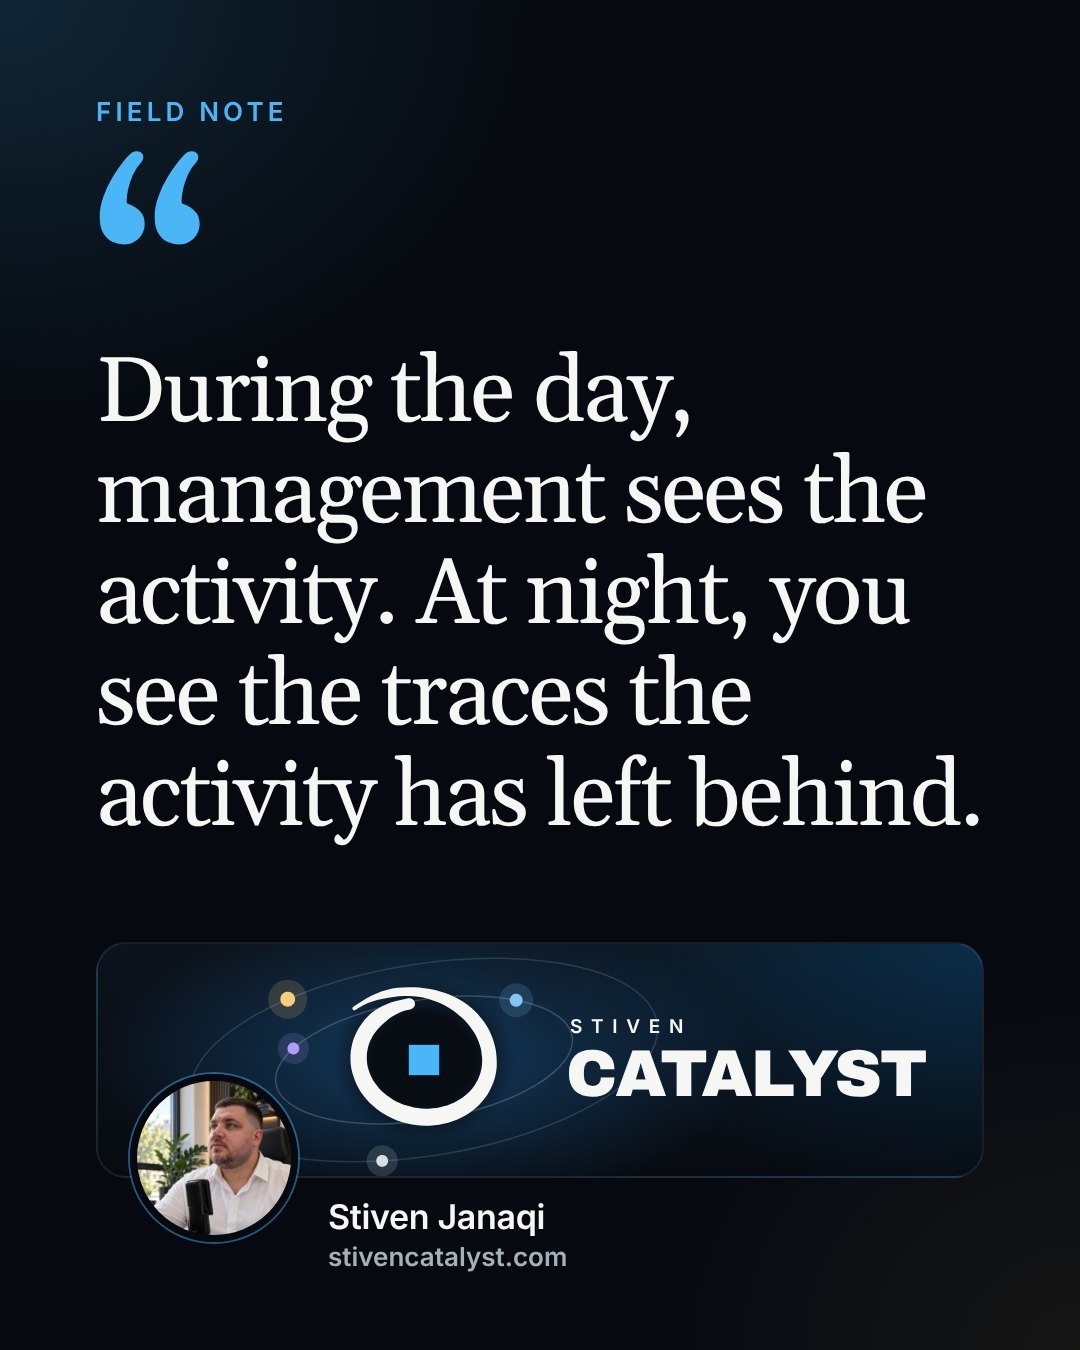 FIELD NOTE
“
During the day,
management sees the
activity. At night, you
see the traces the
activity has left behind.
STIVEN
CATALYST
Stiven Janaqi
stivencatalyst.com